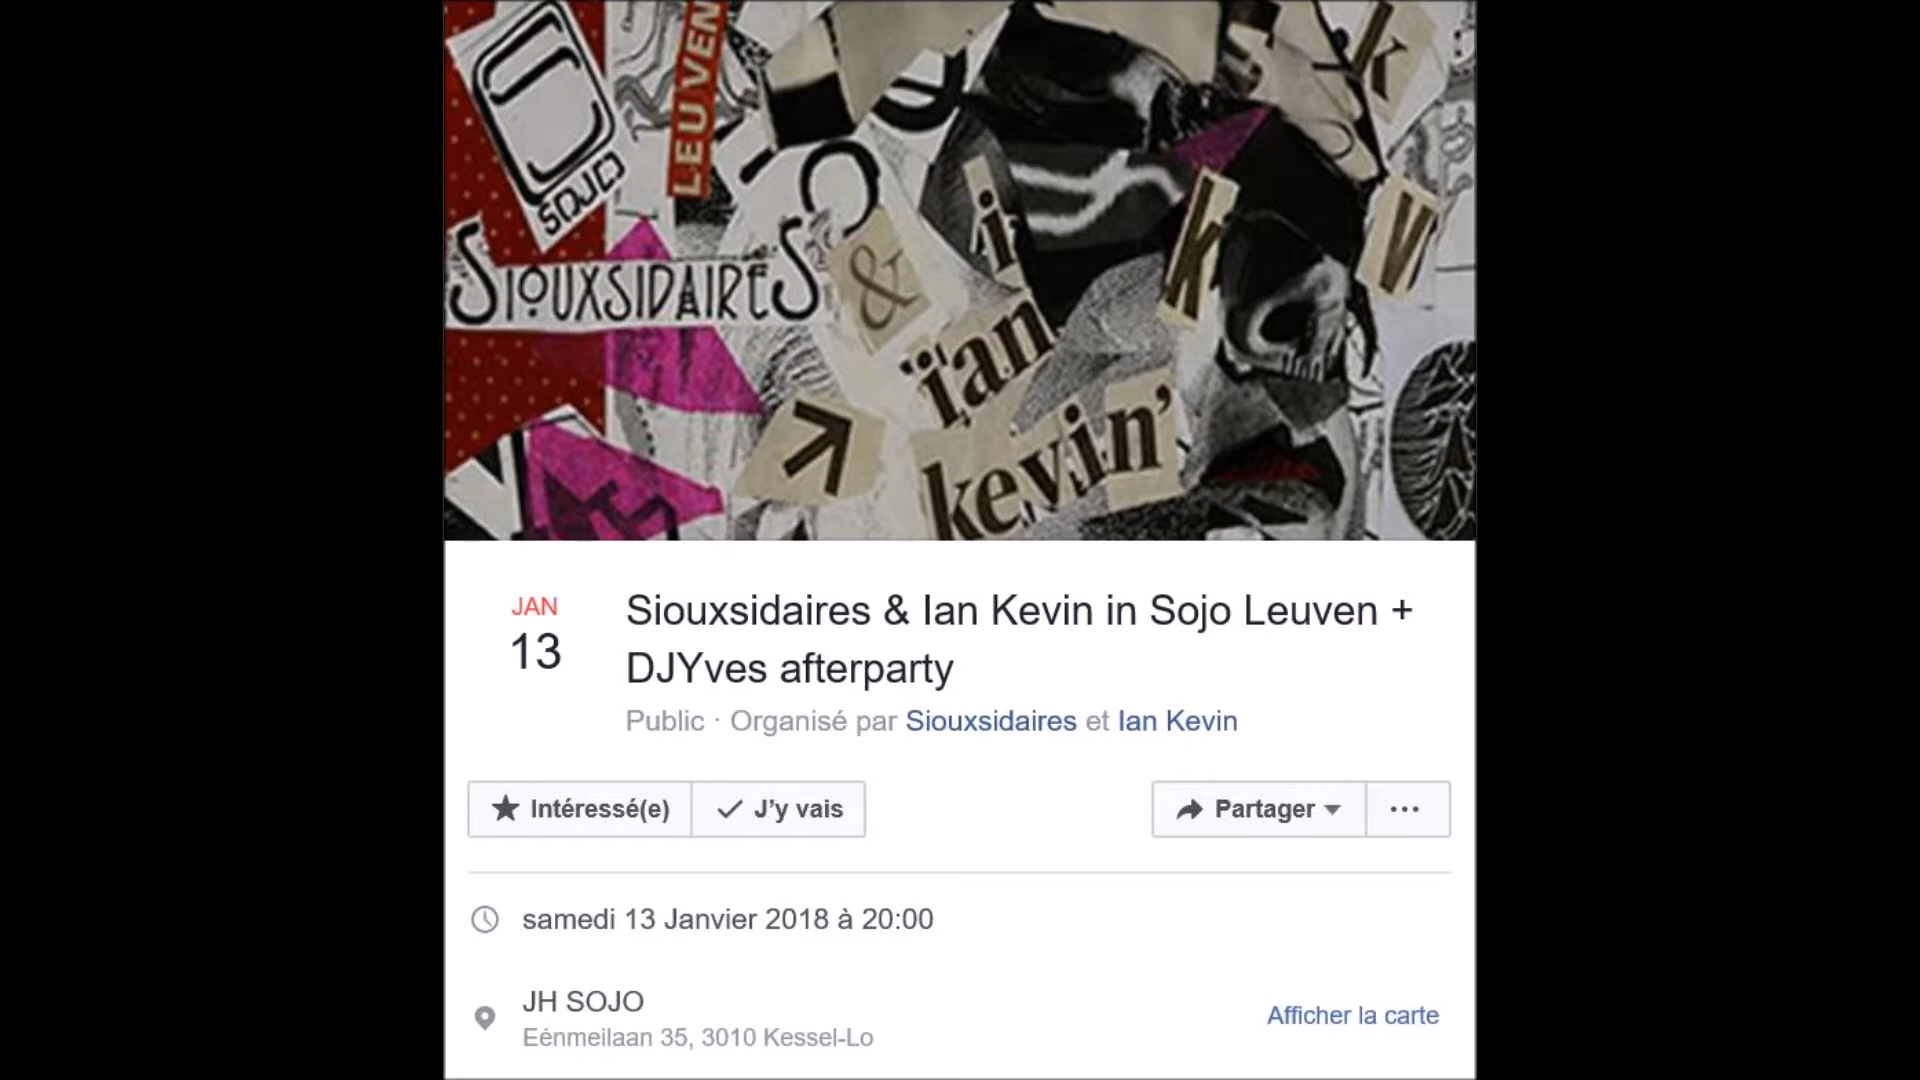 SOJO
LEUVEN
k
i
k
v
SIOUXSIDAIRES
&
ïan
kevin'
JAN
13
Siouxsidaires & Ian Kevin in Sojo Leuven +
DJYves afterparty
Public · Organisé par Siouxsidaires et Ian Kevin
Intéressé(e)
J’y vais
Partager
samedi 13 Janvier 2018 à 20:00
JH SOJO
Eénmeilaan 35, 3010 Kessel-Lo
Afficher la carte